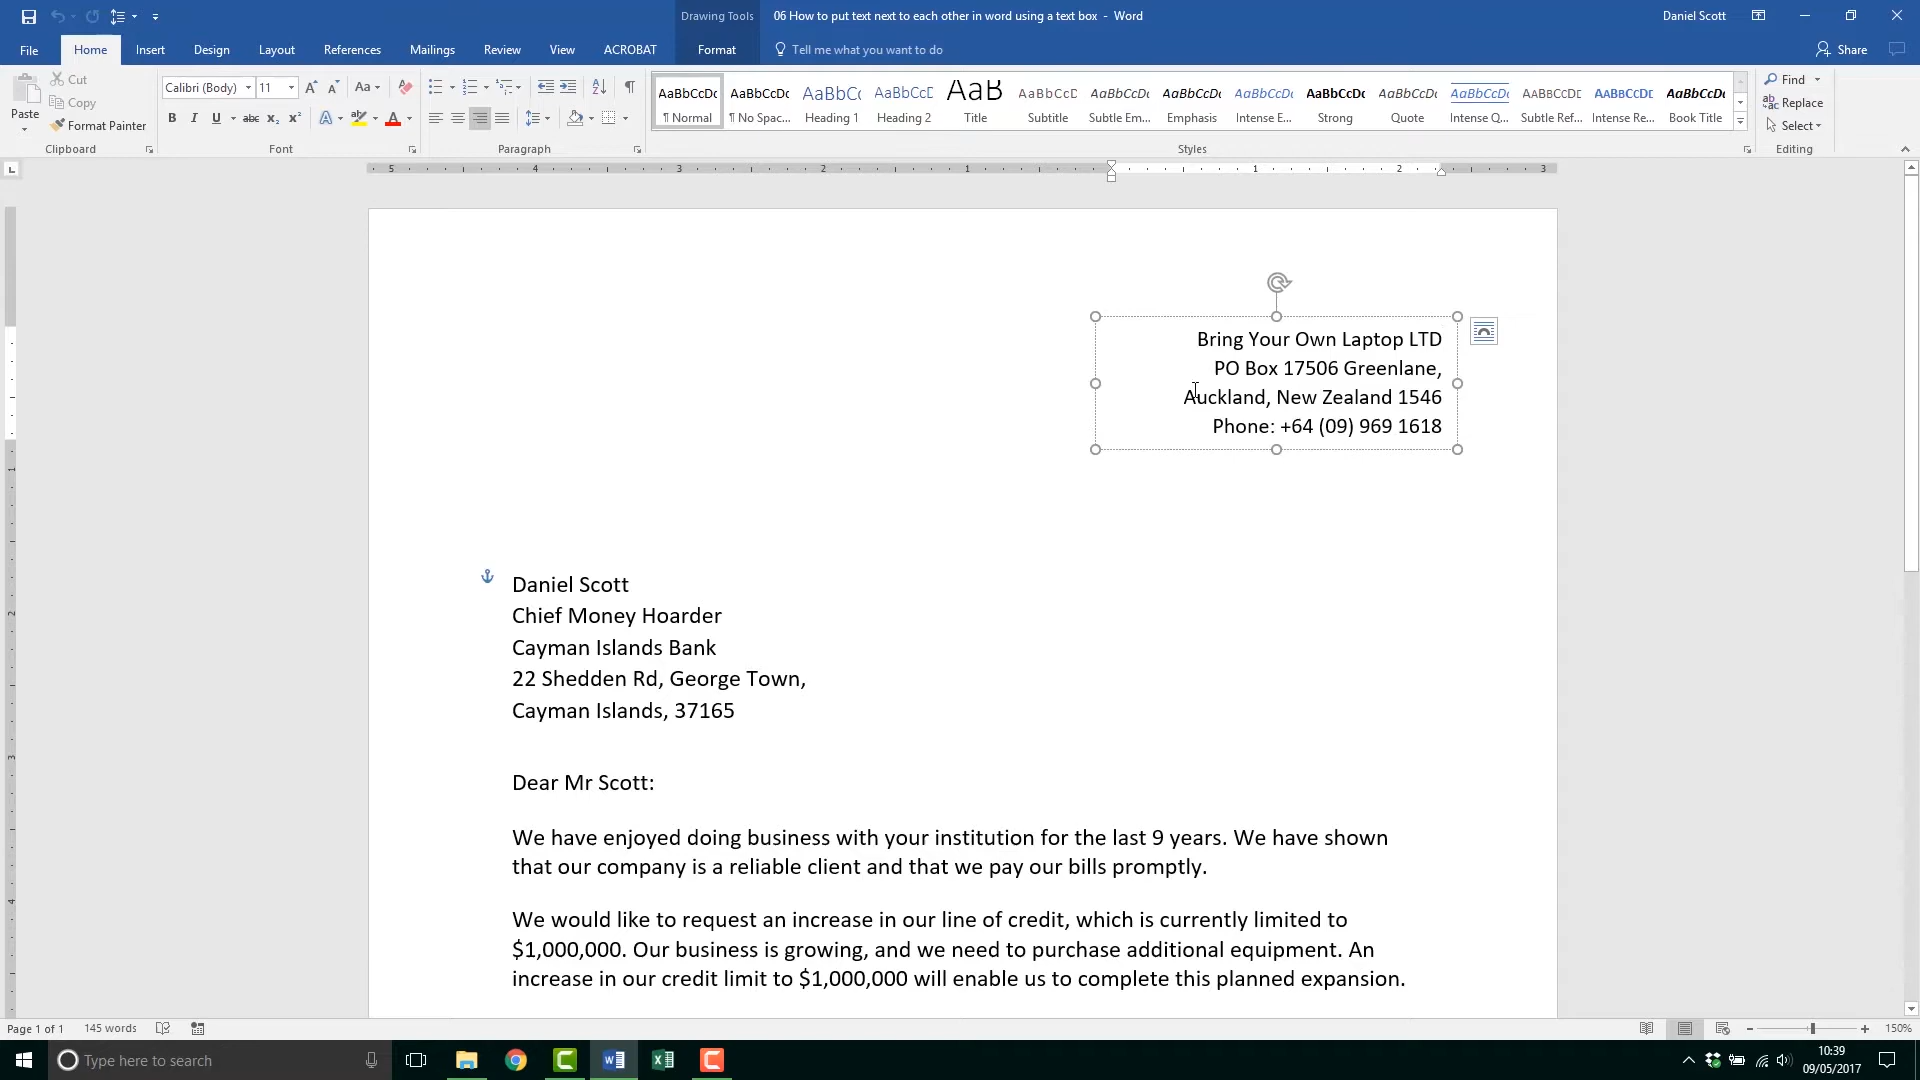 Drawing Tools
06 How to put text next to each other in word using a text box - Word
Daniel Scott
File Home Insert Design Layout References Mailings Review View ACROBAT Format Tell me what you want to do Share
Paste
Cut
Copy
Format Painter
Clipboard
Calibri (Body) 11
Font
Paragraph
AaBbCcDc AaBbCcDc AaBbCc AaBbCcD AaB AaBbCcD AaBbCcDc AaBbCcDc AaBbCcDc AaBbCcDc AaBbCcDc AaBbCcDc AABBCCDE AABBCCDE AaBbCcDc
¶ Normal ¶ No Spac... Heading 1 Heading 2 Title Subtitle Subtle Em... Emphasis Intense E... Strong Quote Intense Q... Subtle Ref... Intense Re... Book Title
Styles
Find
Replace
Select
Editing
5 4 3 2 1 1 2 3
Bring Your Own Laptop LTD
PO Box 17506 Greenlane,
Auckland, New Zealand 1546
Phone: +64 (09) 969 1618
Daniel Scott
Chief Money Hoarder
Cayman Islands Bank
22 Shedden Rd, George Town,
Cayman Islands, 37165
Dear Mr Scott:
We have enjoyed doing business with your institution for the last 9 years. We have shown
that our company is a reliable client and that we pay our bills promptly.
We would like to request an increase in our line of credit, which is currently limited to
$1,000,000. Our business is growing, and we need to purchase additional equipment. An
increase in our credit limit to $1,000,000 will enable us to complete this planned expansion.
Page 1 of 1 145 words 150%
Type here to search
10:39
09/05/2017